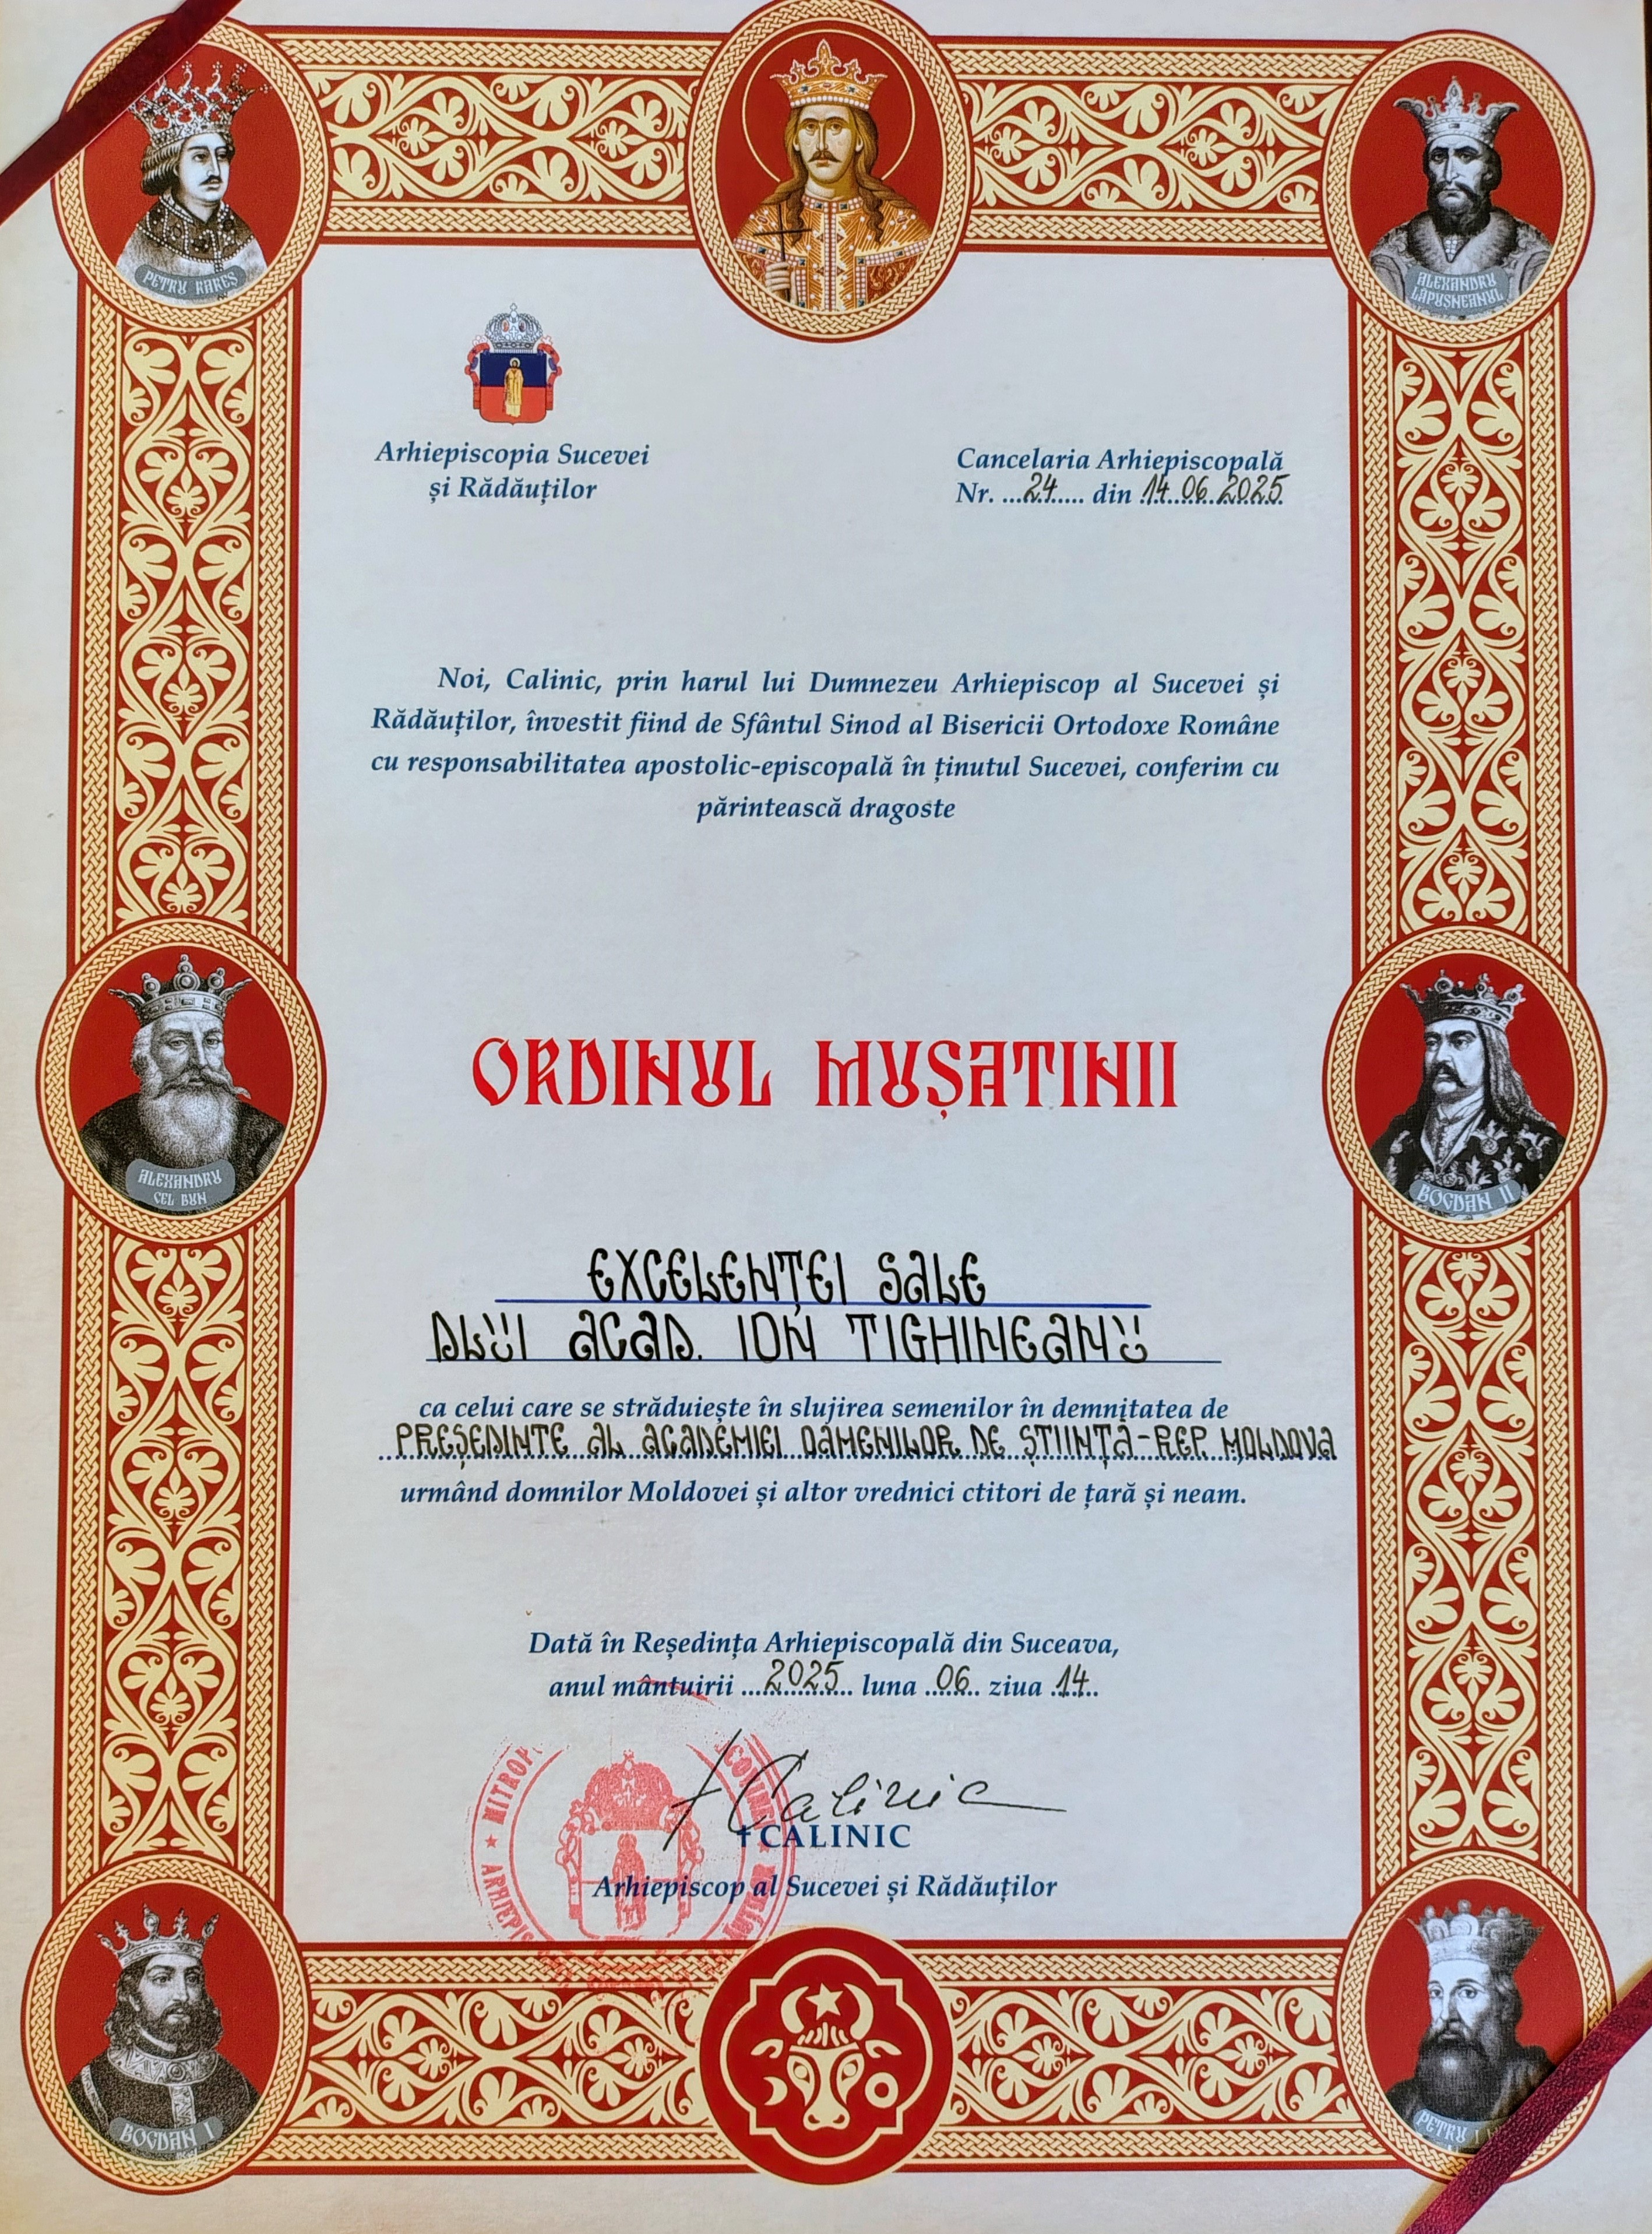 PETRU RAREȘ
ALEXANDRU
LĂPUȘNEANUL
Arhiepiscopia Sucevei
și Rădăuților
Cancelaria Arhiepiscopală
Nr. ...24..... din .14.06.2025.
Noi, Calinic, prin harul lui Dumnezeu Arhiepiscop al Sucevei și
Rădăuților, învestit fiind de Sfântul Sinod al Bisericii Ortodoxe Române
cu responsabilitatea apostolic-episcopală în ținutul Sucevei, conferim cu
părintească dragoste
ORDINUL MUȘATINII
ALEXANDRU
CEL BUN
BOGDAN II
EXCELENȚEI SALE
DLUI ACAD. ION TIGHINEANU
ca celui care se străduiește în slujirea semenilor în demnitatea de
PREȘEDINTE AL ACADEMIEI OAMENILOR DE ȘTIINȚĂ-REP. MOLDOVA
urmând domnilor Moldovei și altor vrednici ctitori de țară și neam.
Dată în Reședința Arhiepiscopală din Suceava,
anul mântuirii ...2025... luna ..06.. ziua .14..
MITROP
ARHIEPIS
† Calinic
† CALINIC
Arhiepiscop al Sucevei și Rădăuților
BOGDAN I
PETRU I